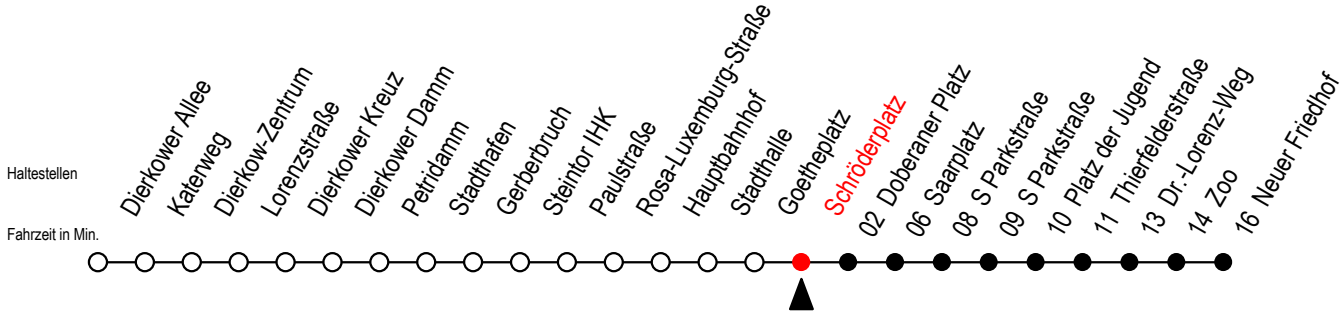 Haltestellen
Fahrzeit in Min.
Dierkower Allee
Katerweg
Dierkow-Zentrum
Lorenzstraße
Dierkower Kreuz
Dierkower Damm
Petridamm
Stadthafen
Gerberbruch
Steintor IHK
Paulstraße
Rosa-Luxemburg-Straße
Hauptbahnhof
Stadthalle
Goetheplatz
Schröderplatz
02 Doberaner Platz
06 Saarplatz
08 S Parkstraße
09 S Parkstraße
10 Platz der Jugend
11 Thierfelderstraße
13 Dr.-Lorenz-Weg
14 Zoo
16 Neuer Friedhof